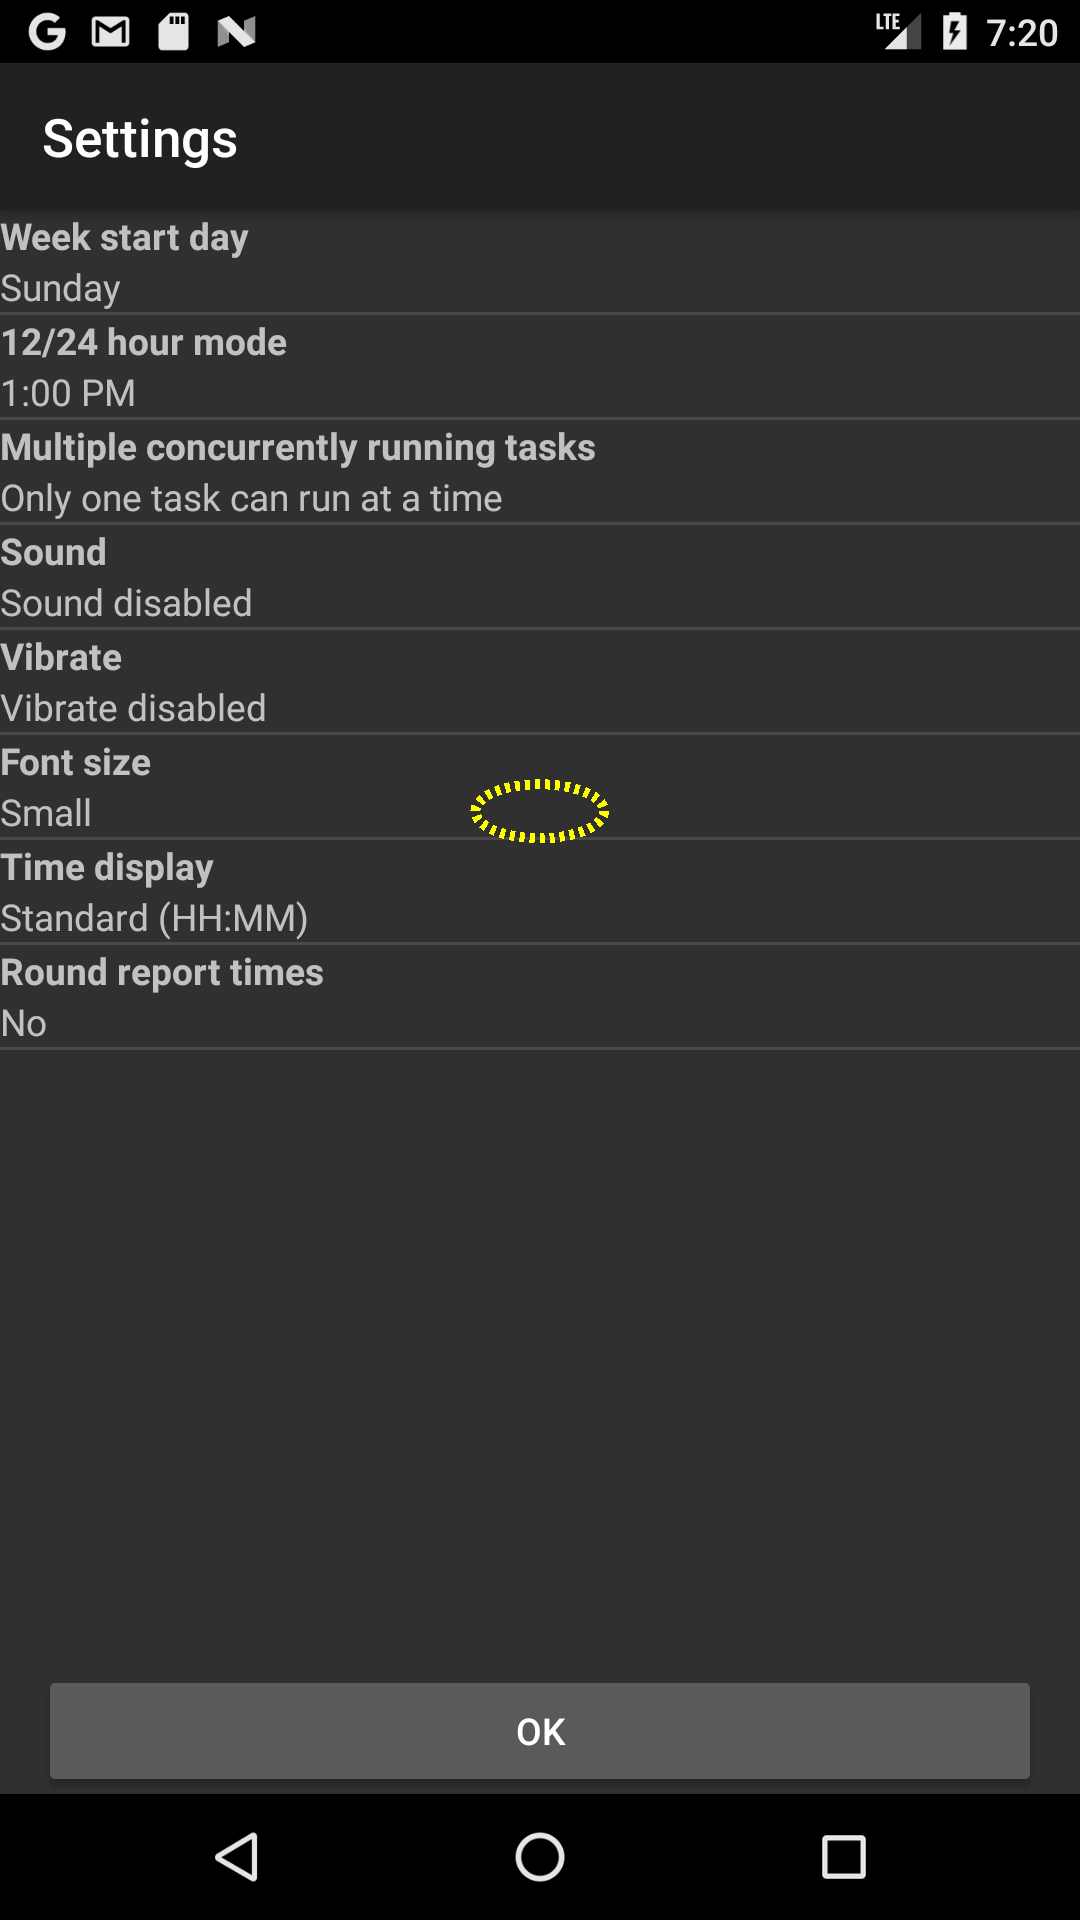 LTE 7:20
Settings
Week start day
Sunday
12/24 hour mode
1:00 PM
Multiple concurrently running tasks
Only one task can run at a time
Sound
Sound disabled
Vibrate
Vibrate disabled
Font size
Small
Time display
Standard (HH:MM)
Round report times
No
OK